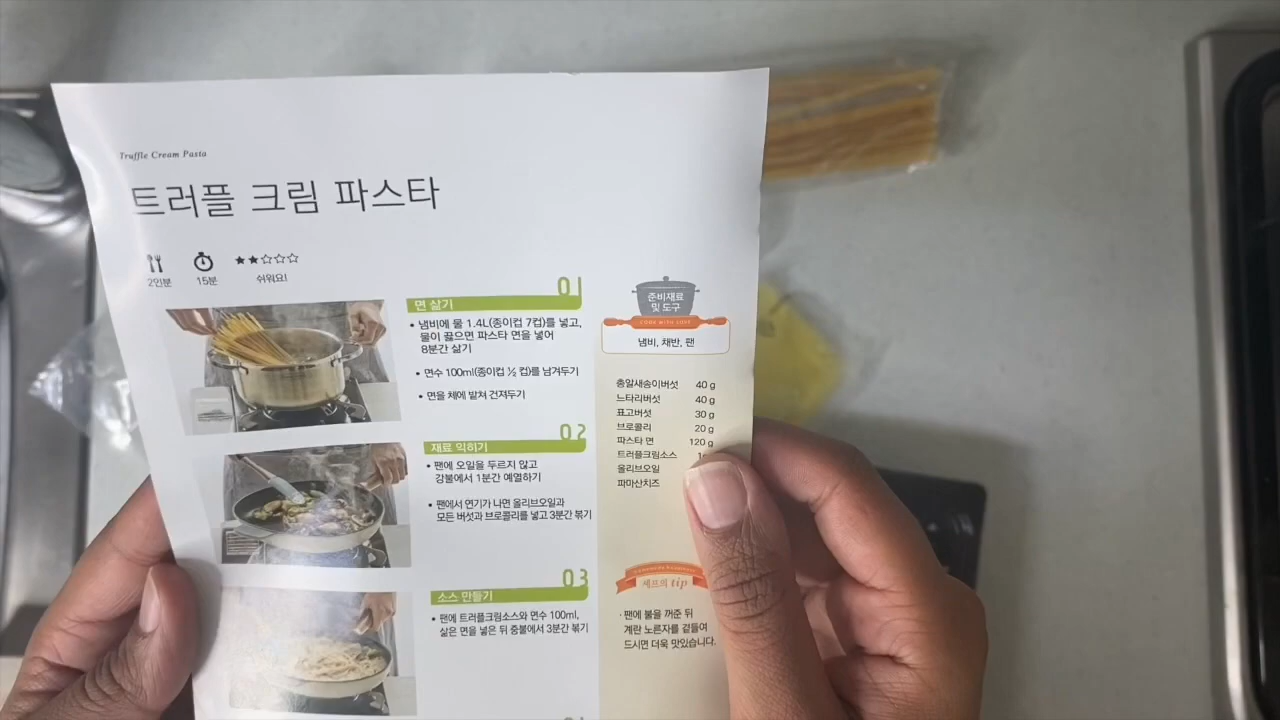 Truffle Cream Pasta
트러플 크림 파스타
2인분
15분
쉬워요!
01
면 삶기
• 냄비에 물 1.4L(종이컵 7컵)를 넣고,
물이 끓으면 파스타 면을 넣어
8분간 삶기
• 면수 100ml(종이컵 ½ 컵)를 남겨두기
• 면을 체에 밭쳐 건져두기
02
재료 익히기
• 팬에 오일을 두르지 않고
강불에서 1분간 예열하기
• 팬에서 연기가 나면 올리브오일과
모든 버섯과 브로콜리를 넣고 3분간 볶기
03
소스 만들기
• 팬에 트러플크림소스와 면수 100ml,
삶은 면을 넣은 뒤 중불에서 3분간 볶기
준비재료
및 도구
COOK WITH CHEF
냄비, 채반, 팬
총알새송이버섯 40 g
느타리버섯 40 g
표고버섯 30 g
브로콜리 20 g
파스타 면 120 g
트러플크림소스
올리브오일
파마산치즈
셰프의 tip
· 팬에 불을 꺼준 뒤
계란 노른자를 곁들여
드시면 더욱 맛있습니다.